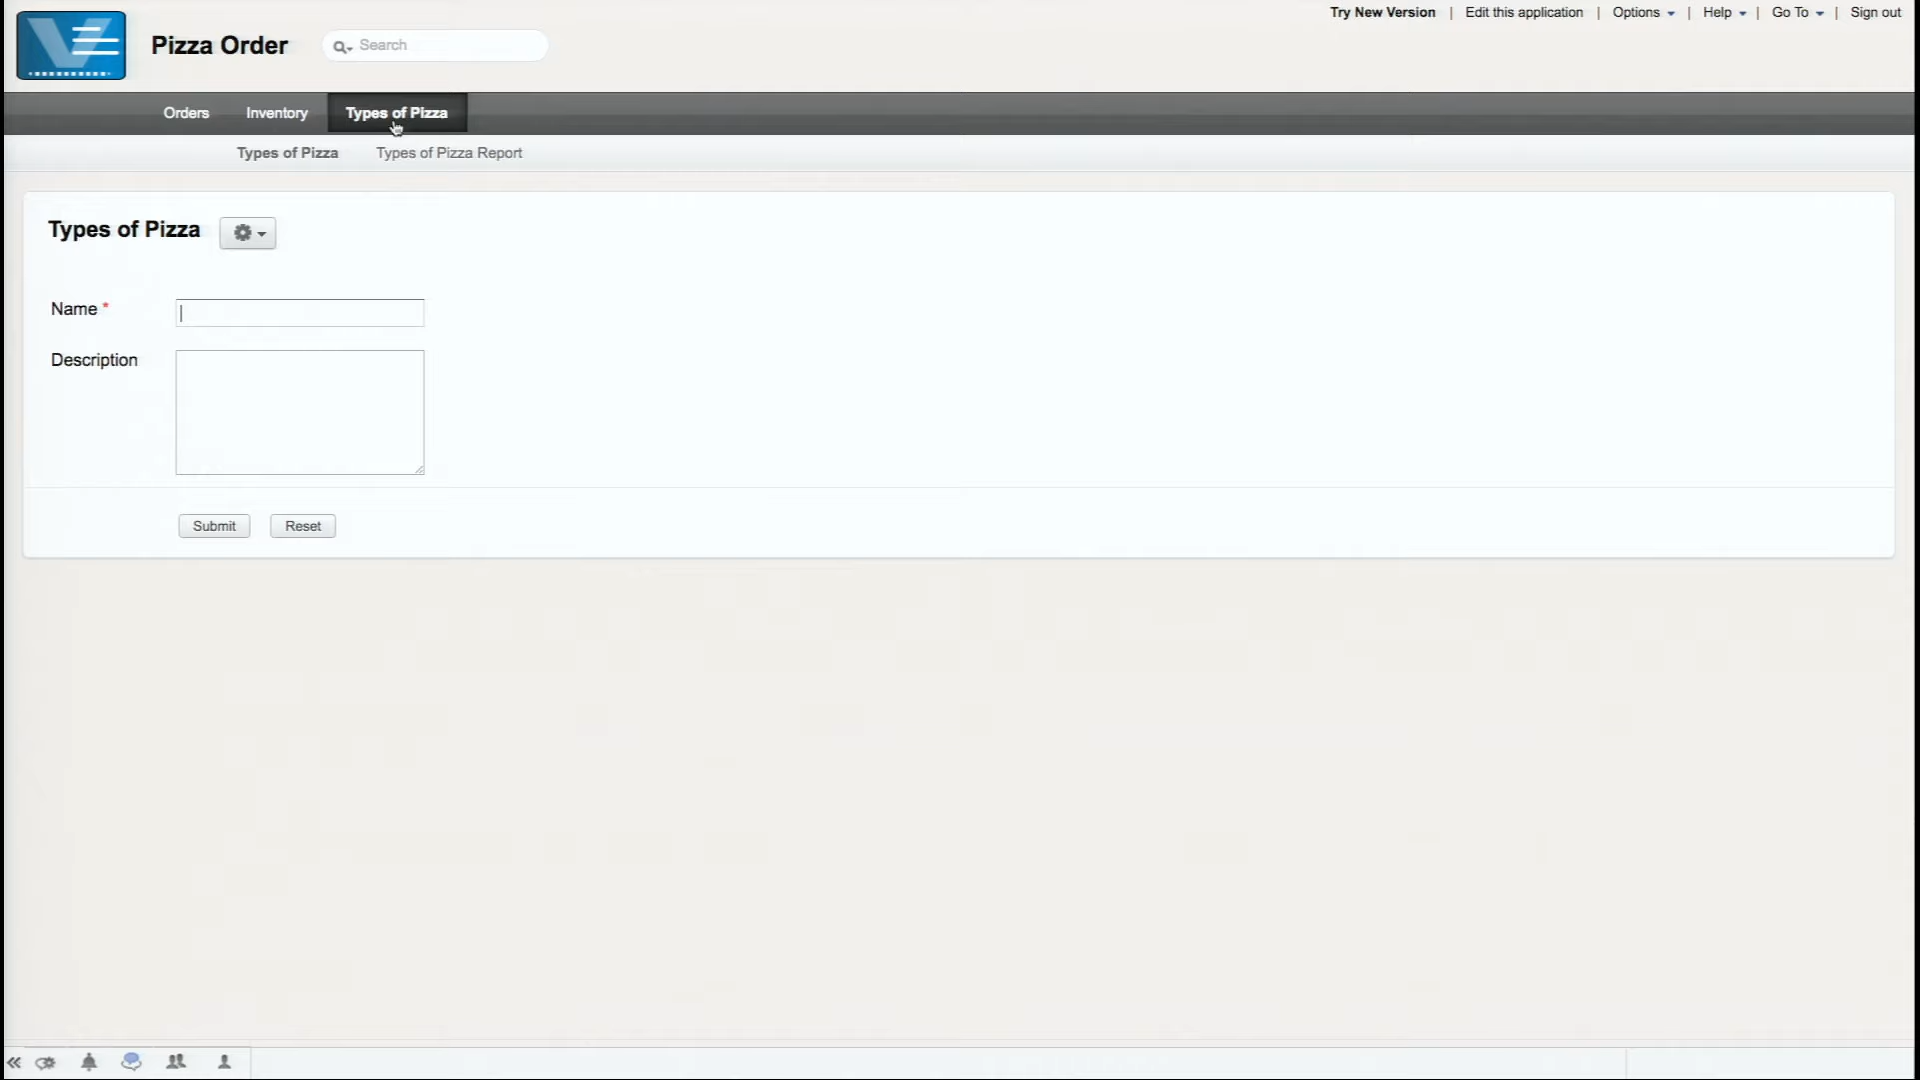 Try New Version | Edit this application | Options | Help | Go To | Sign out
Pizza Order
Search
Orders Inventory Types of Pizza
Types of Pizza Types of Pizza Report
Types of Pizza
Name *
Description
Submit Reset